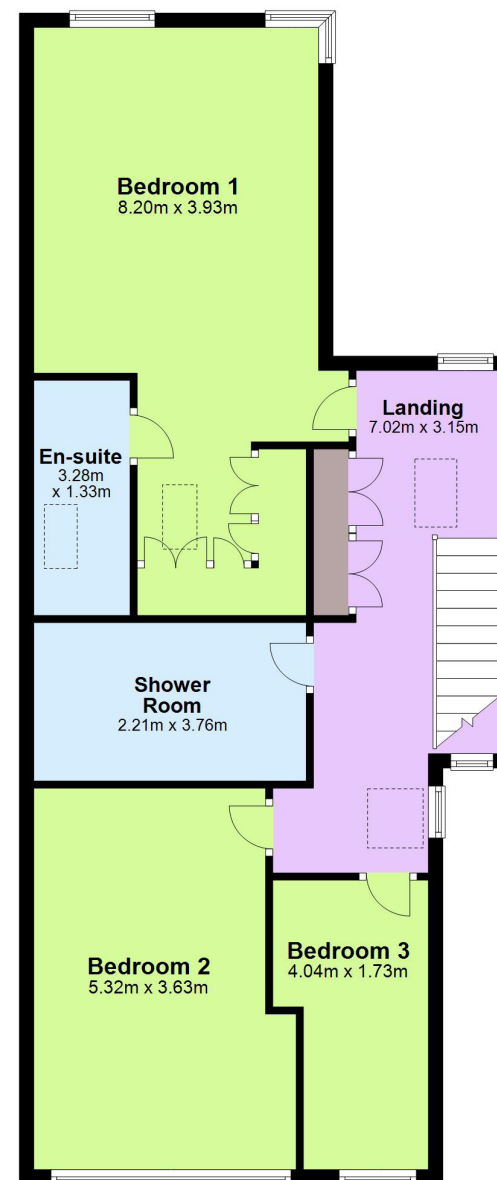 Bedroom 1
8.20m x 3.93m
Landing
7.02m x 3.15m
En-suite
3.28m
x 1.33m
Shower
Room
2.21m x 3.76m
Bedroom 2
5.32m x 3.63m
Bedroom 3
4.04m x 1.73m